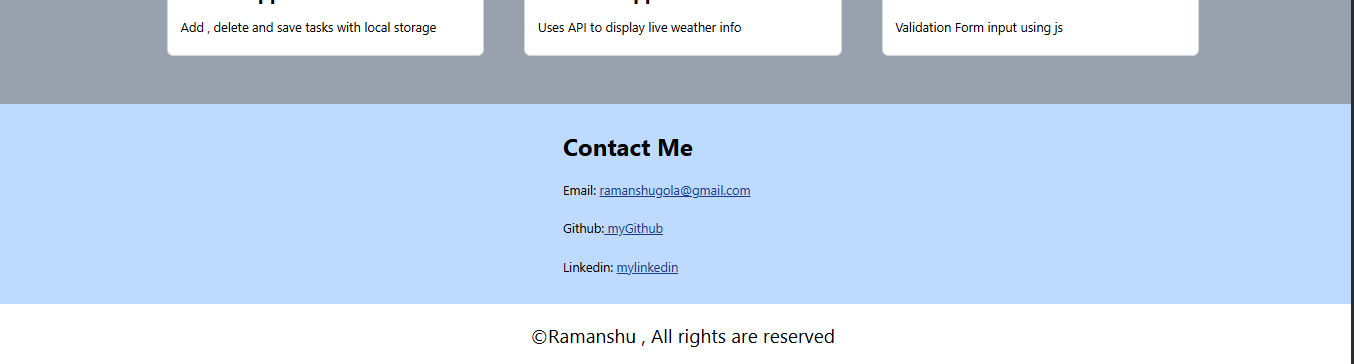 Add , delete and save tasks with local storage
Uses API to display live weather info
Validation Form input using js
Contact Me
Email: ramanshugola@gmail.com
Github: myGithub
Linkedin: mylinkedin
©Ramanshu , All rights are reserved